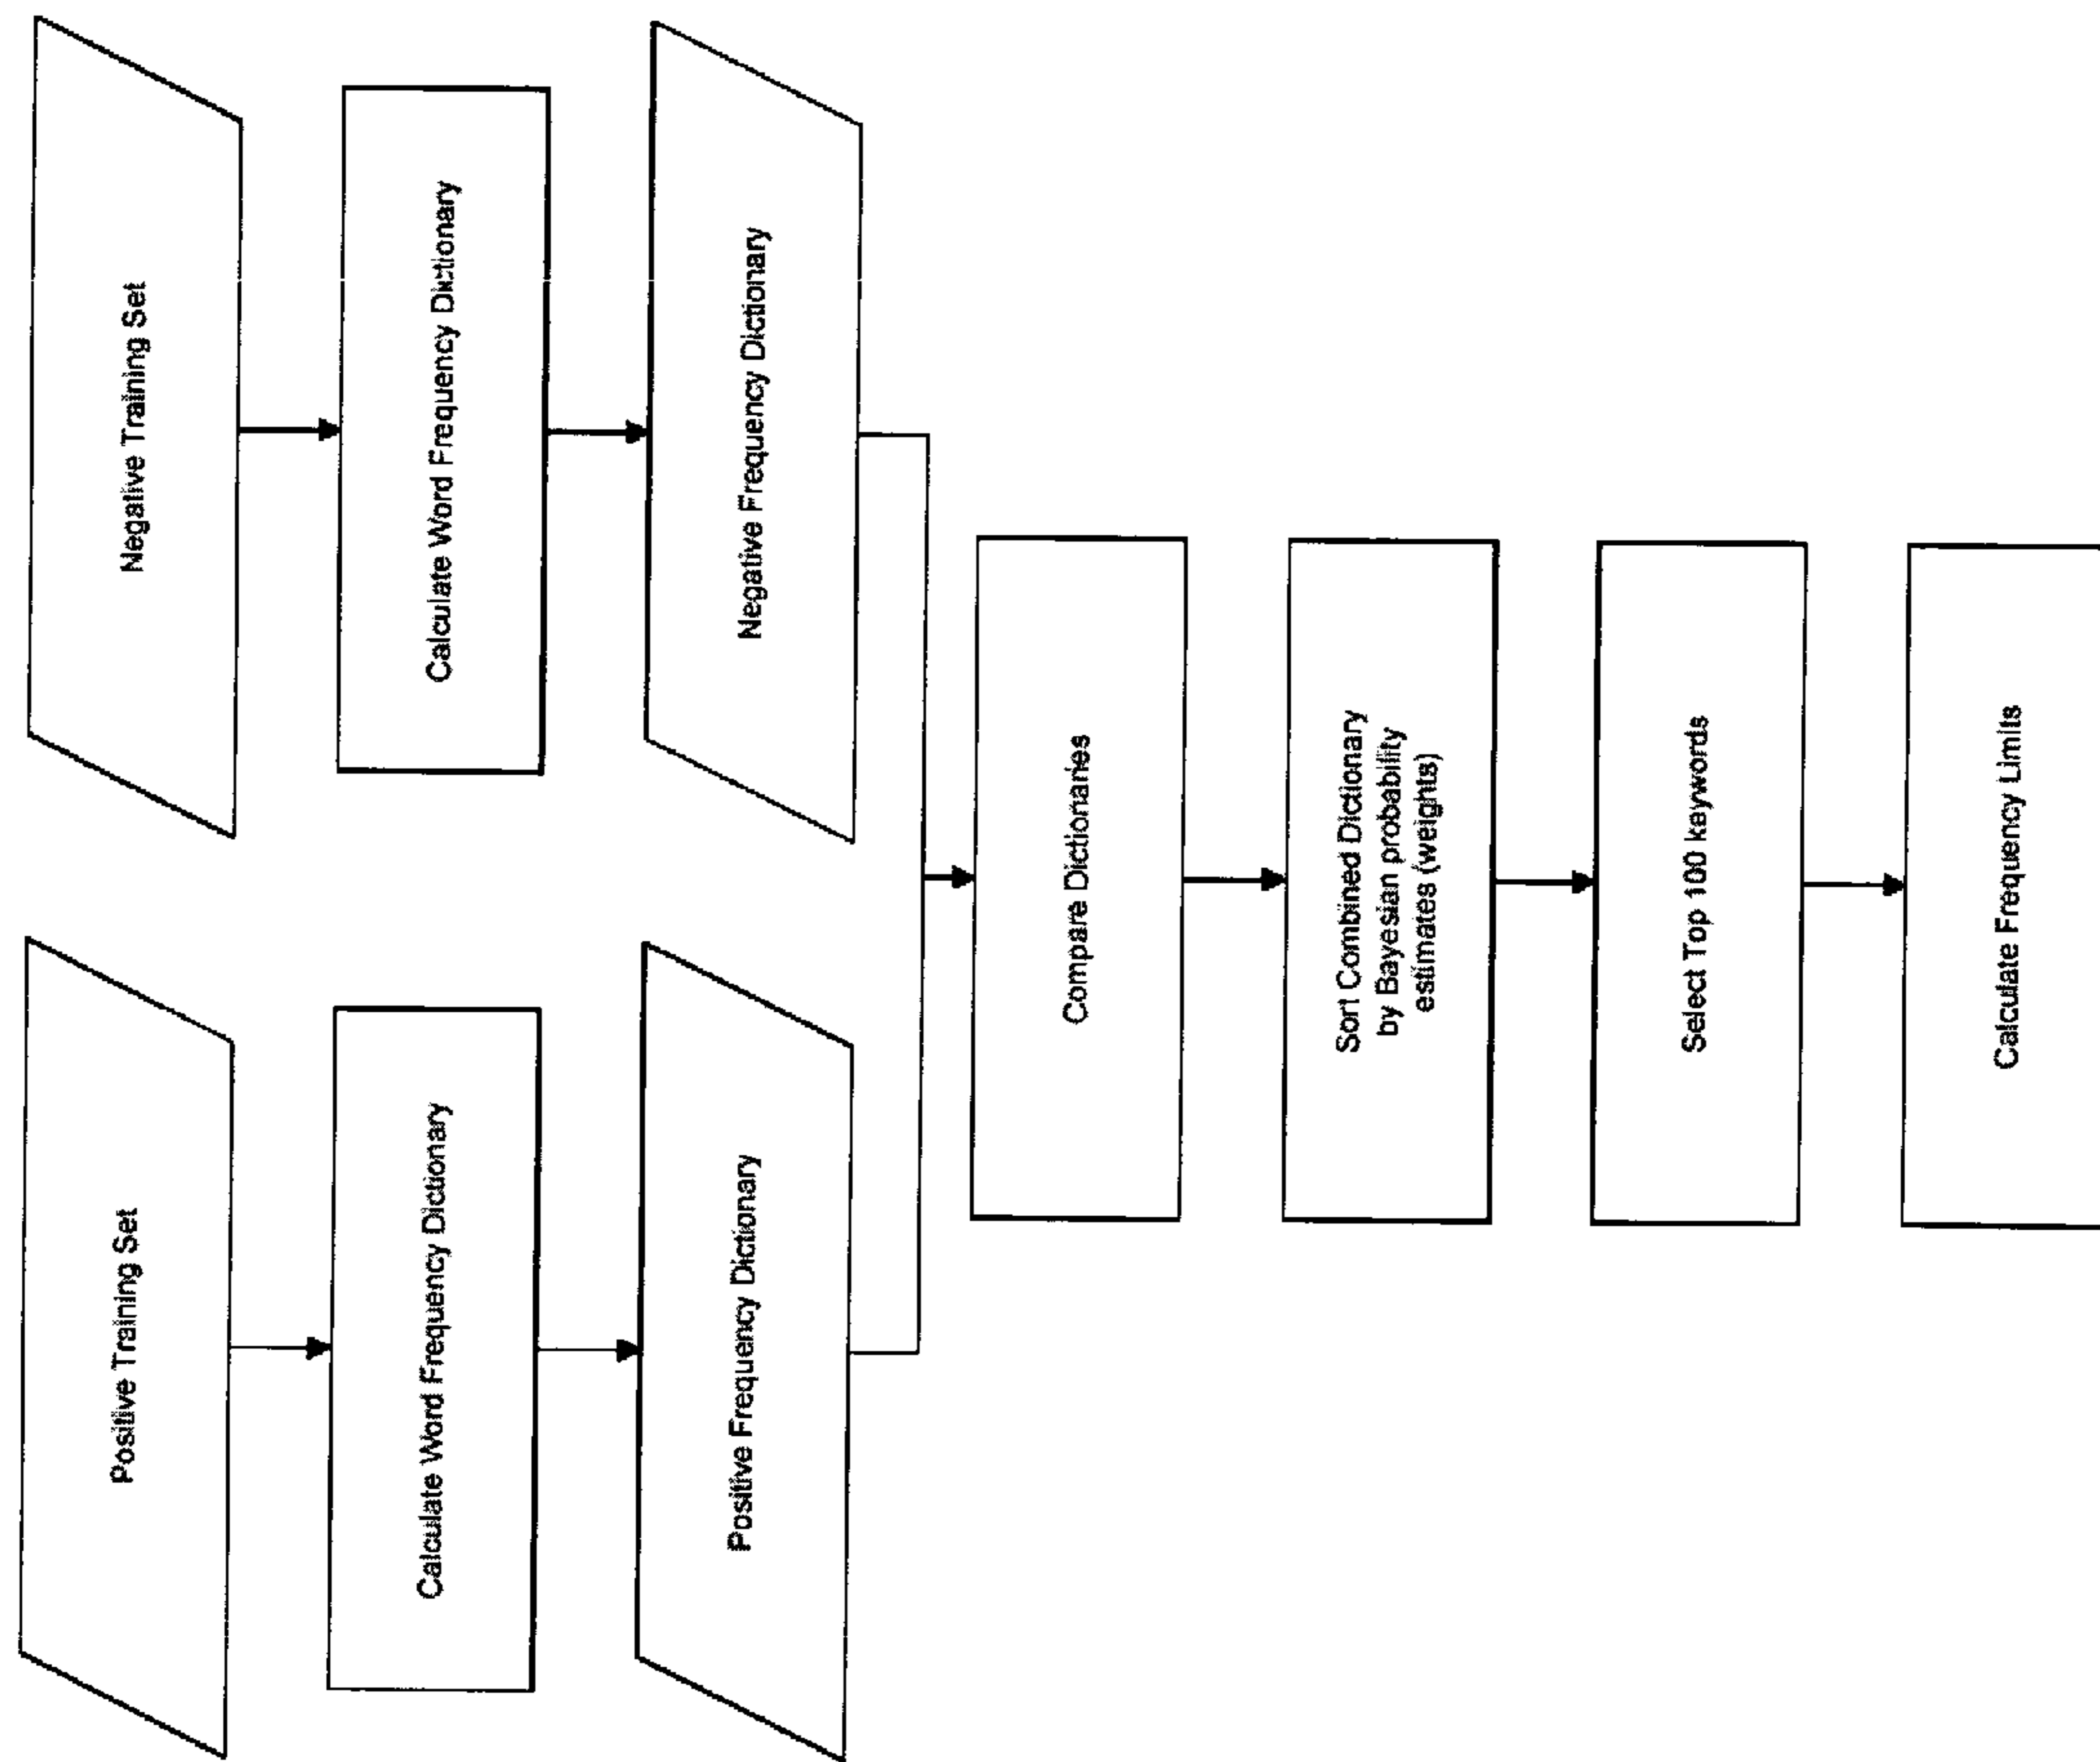 Positive Training Set
Negative Training Set
Calculate Word Frequency Dictionary
Calculate Word Frequency Dictionary
Positive Frequency Dictionary
Negative Frequency Dictionary
Compare Dictionaries
Sort Combined Dictionary
by Bayesian probability
estimates (weights)
Select Top 100 keywords
Calculate Frequency Limits